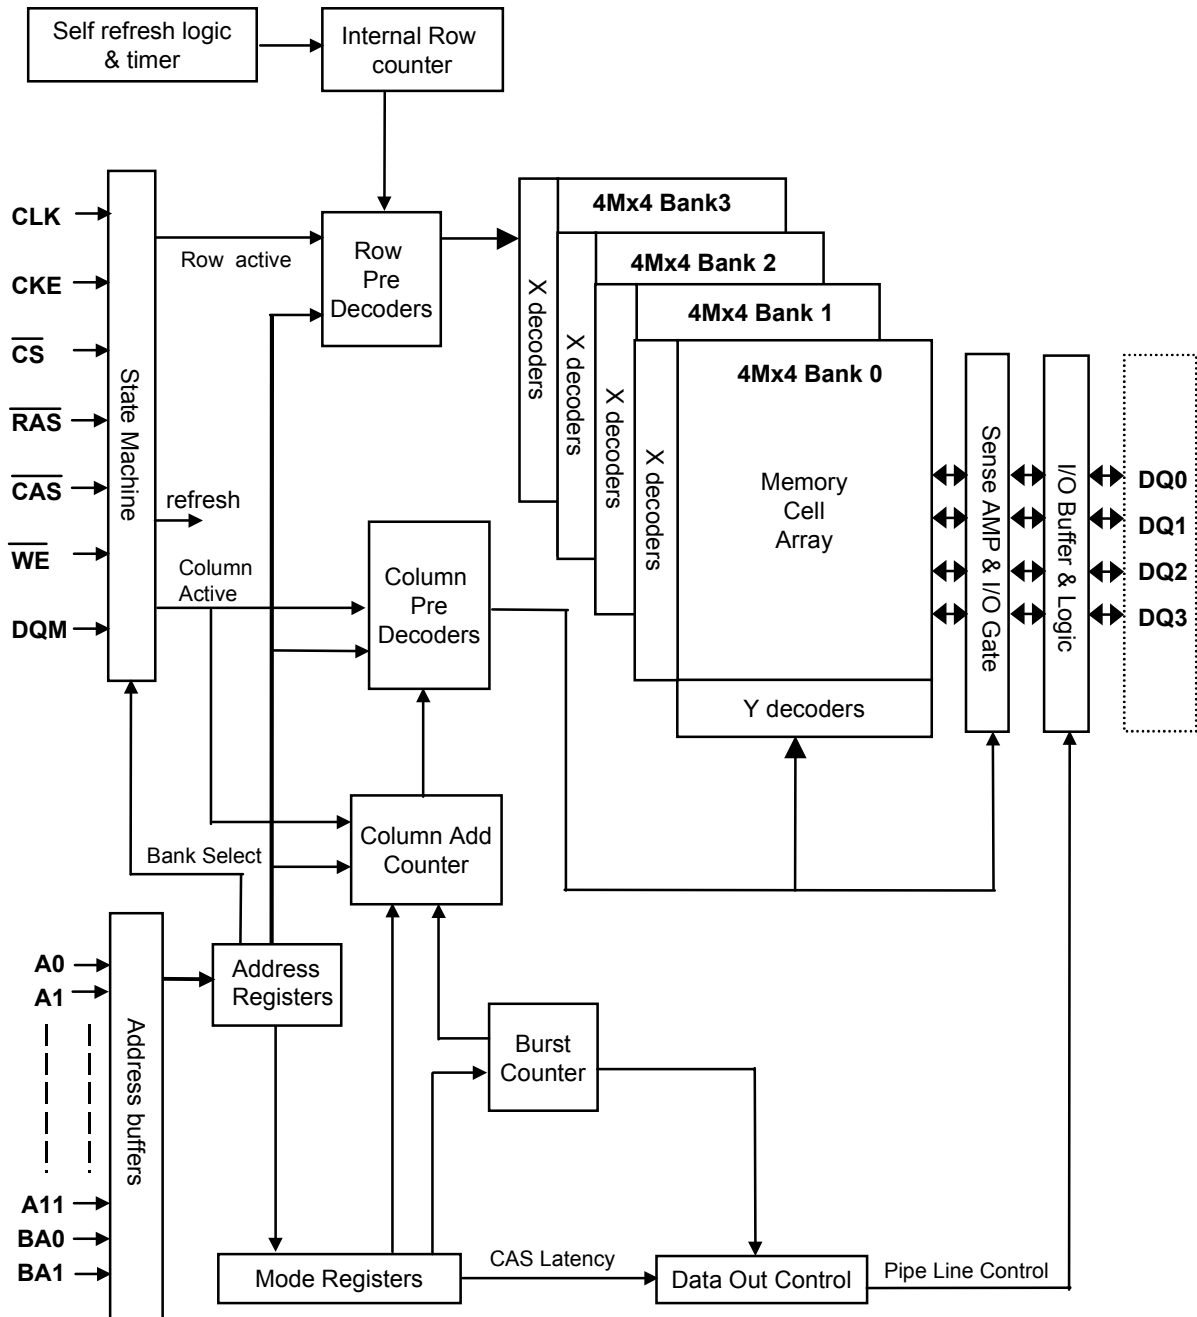 Self refresh logic
& timer
Internal Row
counter
CLK
CKE
CS
RAS
CAS
WE
DQM
State Machine
Row active
refresh
Column
Active
Row
Pre
Decoders
Column
Pre
Decoders
Column Add
Counter
Bank Select
X decoders
X decoders
X decoders
X decoders
4Mx4 Bank3
4Mx4 Bank 2
4Mx4 Bank 1
4Mx4 Bank 0
Memory
Cell
Array
Y decoders
Sense AMP & I/O Gate
I/O Buffer & Logic
DQ0
DQ1
DQ2
DQ3
A0
A1
A11
BA0
BA1
Address buffers
Address
Registers
Burst
Counter
Mode Registers
CAS Latency
Data Out Control
Pipe Line Control